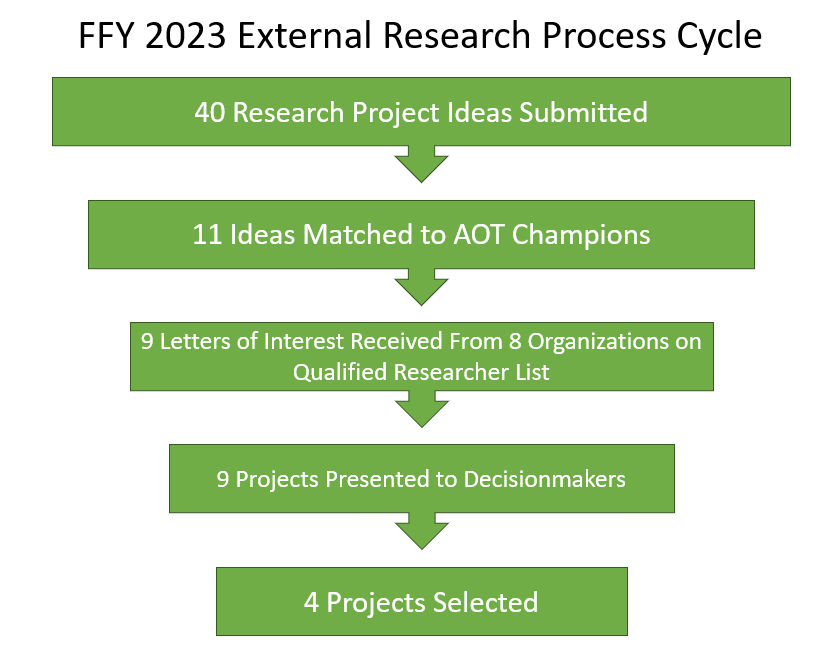 FFY 2023 External Research Process Cycle
40 Research Project Ideas Submitted
11 Ideas Matched to AOT Champions
9 Letters of Interest Received From 8 Organizations on
Qualified Researcher List
9 Projects Presented to Decisionmakers
4 Projects Selected